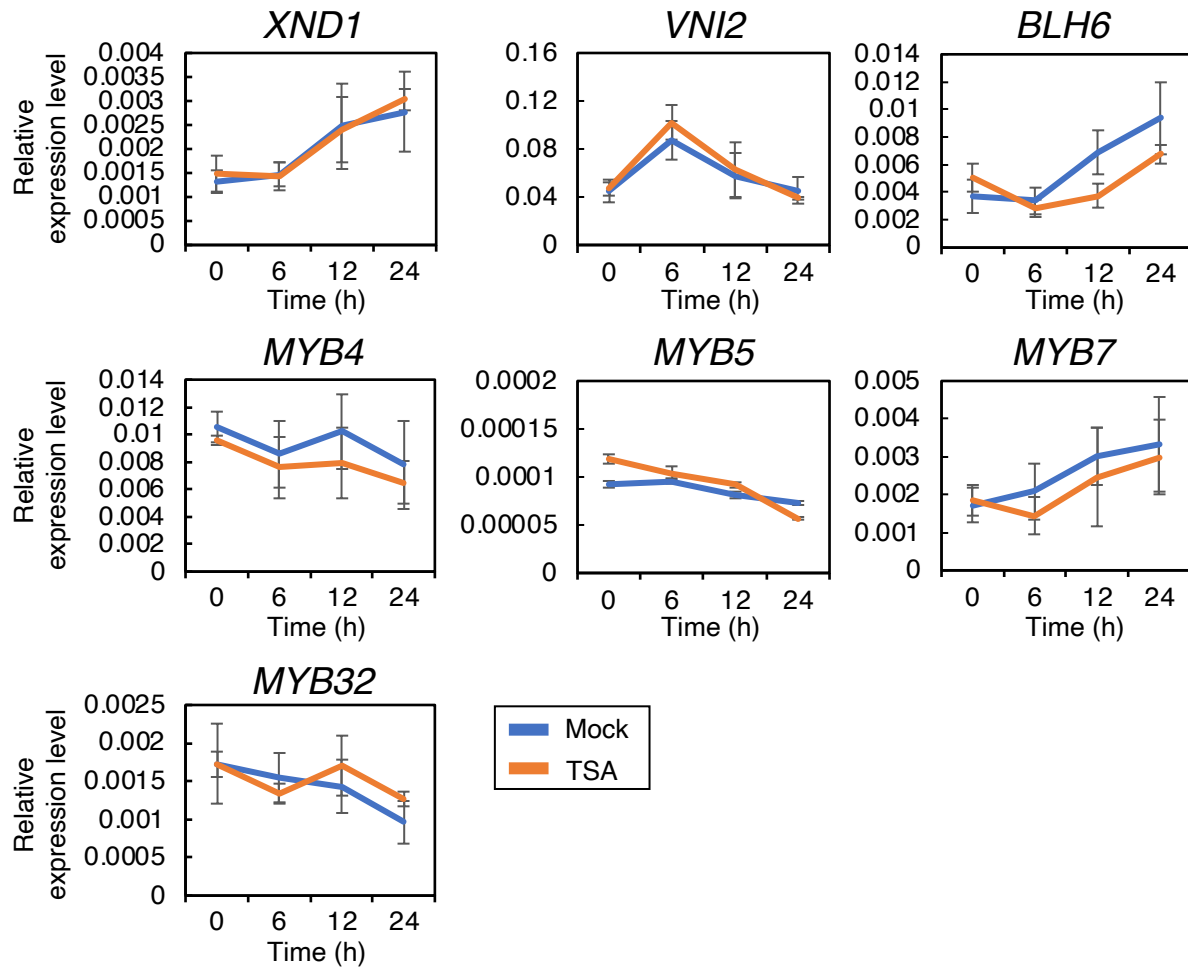 XND1
Relative
expression level
0.004
0.0035
0.003
0.0025
0.002
0.0015
0.001
0.0005
0
0 6 12 24
Time (h)
VNI2
0.16
0.12
0.08
0.04
0
0 6 12 24
Time (h)
BLH6
0.014
0.012
0.01
0.008
0.006
0.004
0.002
0
0 6 12 24
Time (h)
MYB4
Relative
expression level
0.014
0.012
0.01
0.008
0.006
0.004
0.002
0
0 6 12 24
Time (h)
MYB5
0.0002
0.00015
0.0001
0.00005
0
0 6 12 24
Time (h)
MYB7
0.005
0.004
0.003
0.002
0.001
0
0 6 12 24
Time (h)
MYB32
Relative
expression level
0.0025
0.002
0.0015
0.001
0.0005
0
0 6 12 24
Time (h)
Mock
TSA